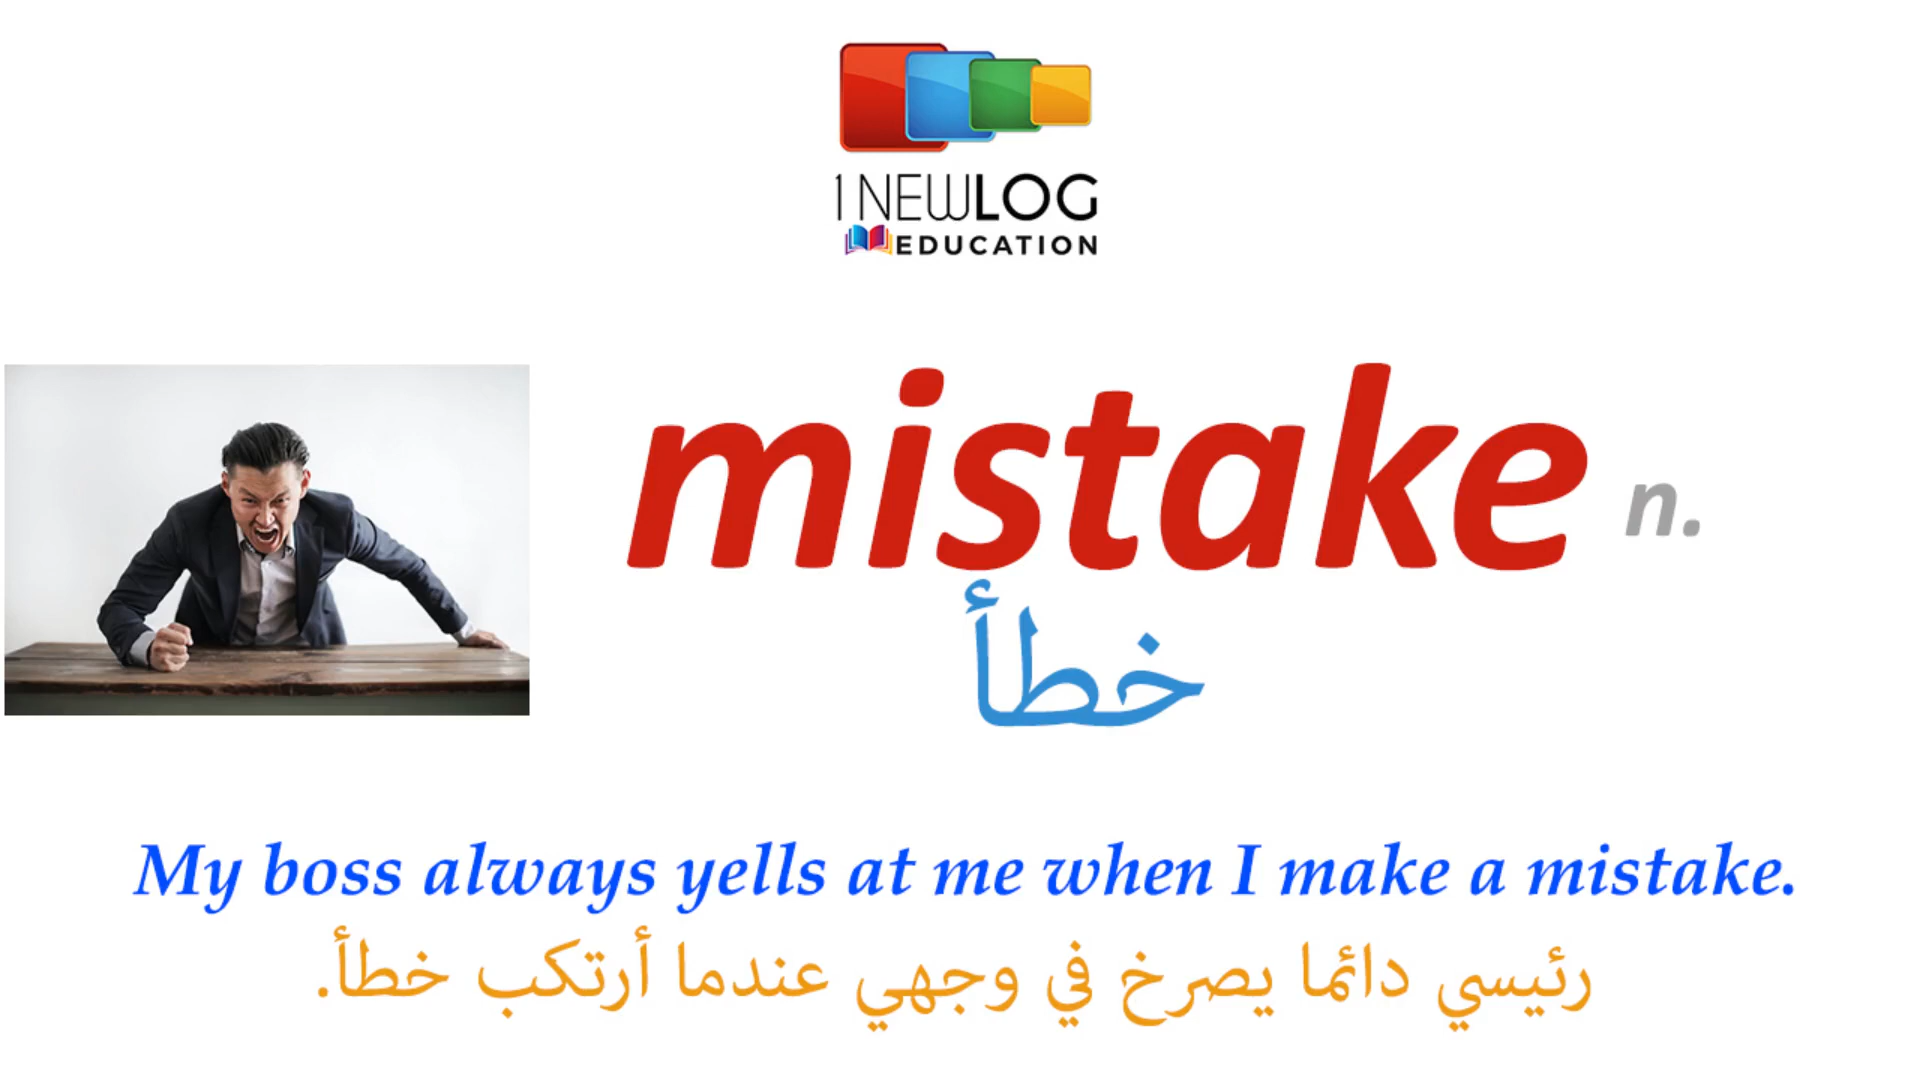 1NEWLOG
EDUCATION
mistake n.
خطأ
My boss always yells at me when I make a mistake.
رئيسي دائما يصرخ في وجهي عندما أرتكب خطأ.